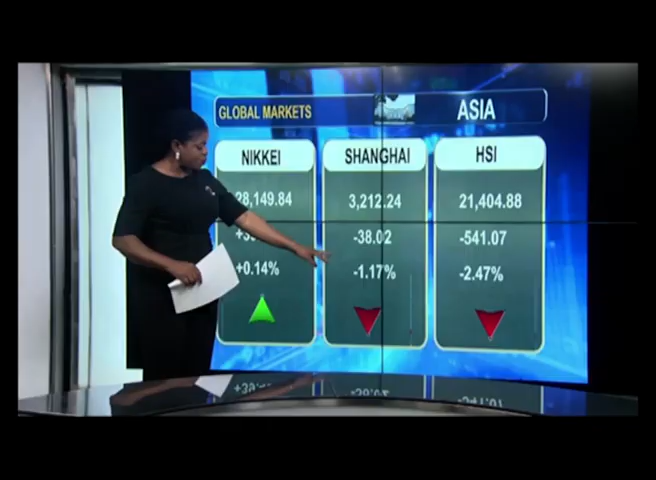 GLOBAL MARKETS
ASIA
NIKKEI
28,149.84
+0.14%
SHANGHAI
3,212.24
-38.02
-1.17%
HSI
21,404.88
-541.07
-2.47%